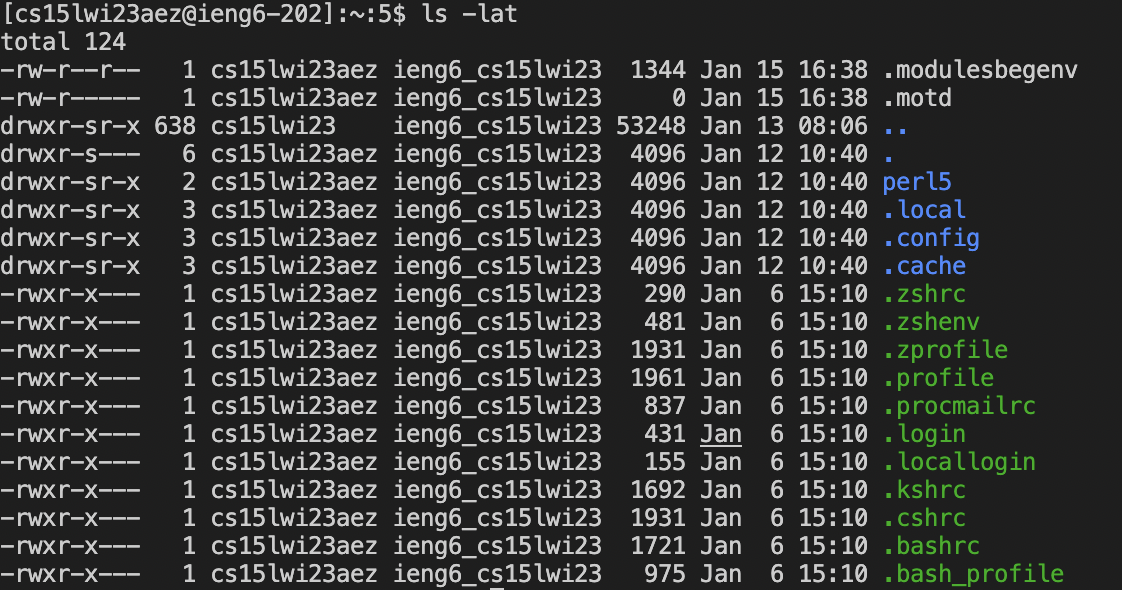 [cs15lwi23aez@ieng6-202]:~:5$ ls -lat
total 124
-rw-r--r--   1 cs15lwi23aez ieng6_cs15lwi23  1344 Jan 15 16:38 .modulesbegenv
-rw-r-----   1 cs15lwi23aez ieng6_cs15lwi23     0 Jan 15 16:38 .motd
drwxr-sr-x 638 cs15lwi23    ieng6_cs15lwi23 53248 Jan 13 08:06 ..
drwxr-s---   6 cs15lwi23aez ieng6_cs15lwi23  4096 Jan 12 10:40 .
drwxr-sr-x   2 cs15lwi23aez ieng6_cs15lwi23  4096 Jan 12 10:40 perl5
drwxr-sr-x   3 cs15lwi23aez ieng6_cs15lwi23  4096 Jan 12 10:40 .local
drwxr-sr-x   3 cs15lwi23aez ieng6_cs15lwi23  4096 Jan 12 10:40 .config
drwxr-sr-x   3 cs15lwi23aez ieng6_cs15lwi23  4096 Jan 12 10:40 .cache
-rwxr-x---   1 cs15lwi23aez ieng6_cs15lwi23   290 Jan  6 15:10 .zshrc
-rwxr-x---   1 cs15lwi23aez ieng6_cs15lwi23   481 Jan  6 15:10 .zshenv
-rwxr-x---   1 cs15lwi23aez ieng6_cs15lwi23  1931 Jan  6 15:10 .zprofile
-rwxr-x---   1 cs15lwi23aez ieng6_cs15lwi23  1961 Jan  6 15:10 .profile
-rwxr-x---   1 cs15lwi23aez ieng6_cs15lwi23   837 Jan  6 15:10 .procmailrc
-rwxr-x---   1 cs15lwi23aez ieng6_cs15lwi23   431 Jan  6 15:10 .login
-rwxr-x---   1 cs15lwi23aez ieng6_cs15lwi23   155 Jan  6 15:10 .locallogin
-rwxr-x---   1 cs15lwi23aez ieng6_cs15lwi23  1692 Jan  6 15:10 .kshrc
-rwxr-x---   1 cs15lwi23aez ieng6_cs15lwi23  1931 Jan  6 15:10 .cshrc
-rwxr-x---   1 cs15lwi23aez ieng6_cs15lwi23  1721 Jan  6 15:10 .bashrc
-rwxr-x---   1 cs15lwi23aez ieng6_cs15lwi23   975 Jan  6 15:10 .bash_profile